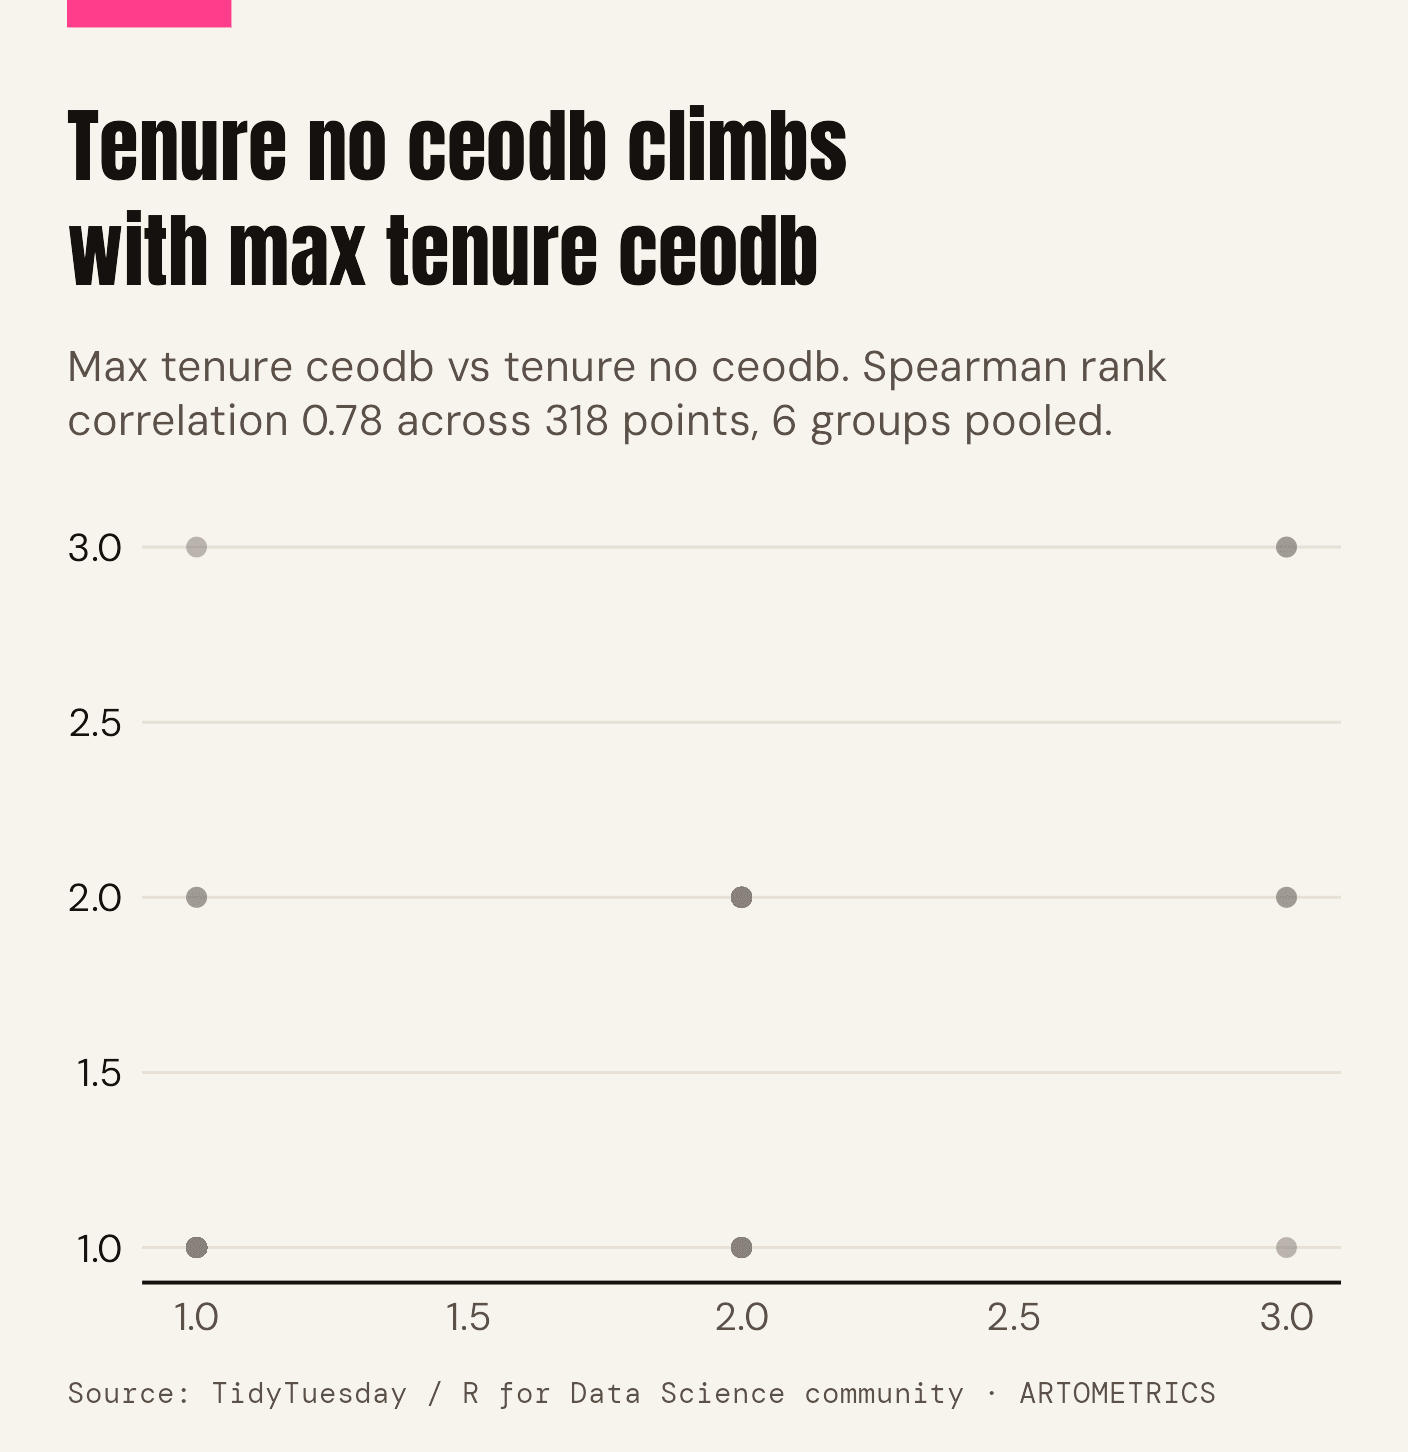 Tenure no ceodb climbs
with max tenure ceodb
Max tenure ceodb vs tenure no ceodb. Spearman rank
correlation 0.78 across 318 points, 6 groups pooled.
3.0
2.5
2.0
1.5
1.0
1.0 1.5 2.0 2.5 3.0
Source: TidyTuesday / R for Data Science community · ARTOMETRICS